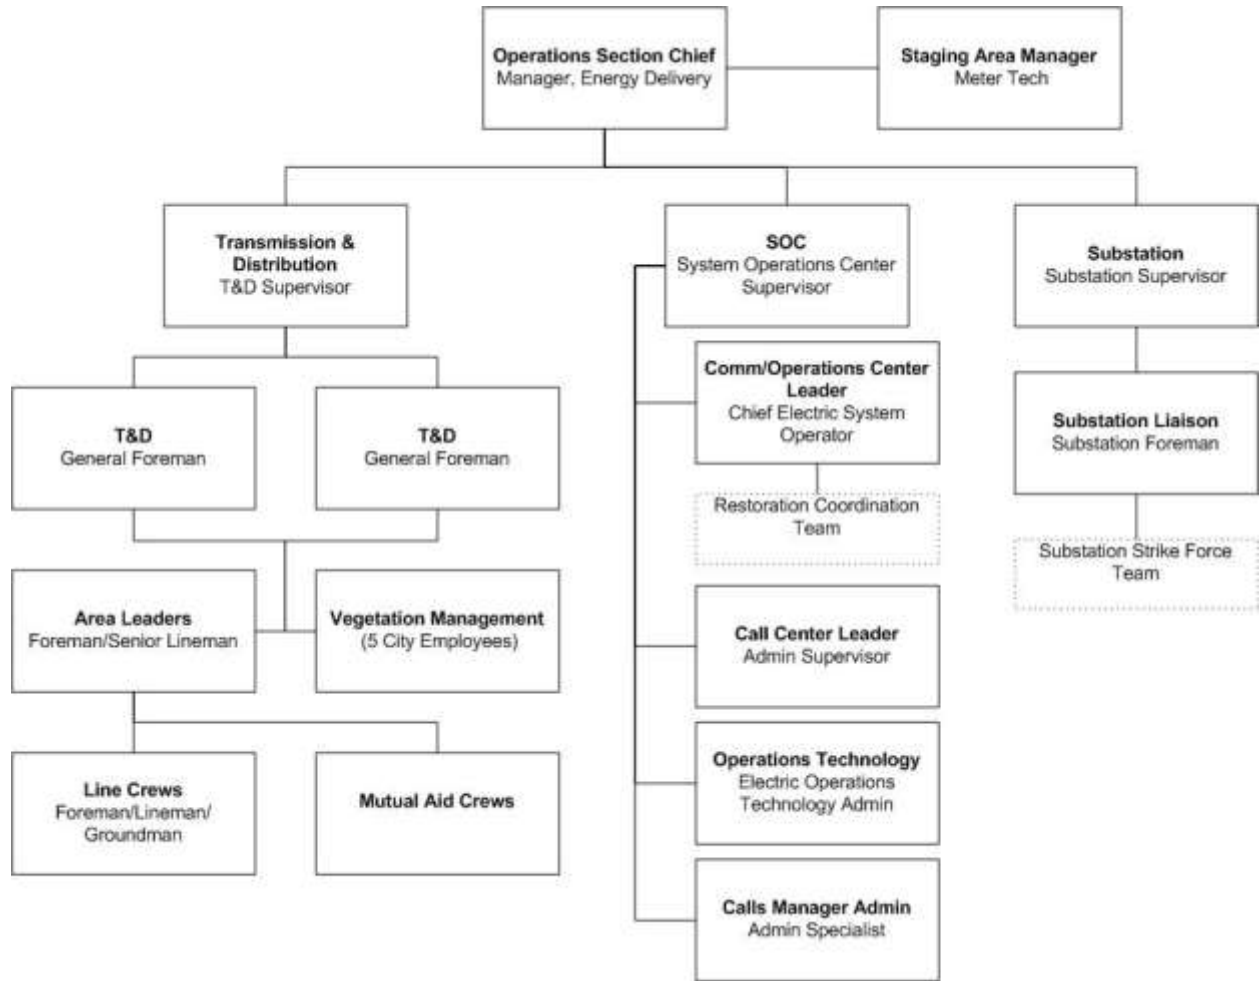 Operations Section Chief
Manager, Energy Delivery
Staging Area Manager
Meter Tech
Transmission &
Distribution
T&D Supervisor
SOC
System Operations Center
Supervisor
Substation
Substation Supervisor
T&D
General Foreman
T&D
General Foreman
Comm/Operations Center
Leader
Chief Electric System
Operator
Substation Liaison
Substation Foreman
Restoration Coordination
Team
Substation Strike Force
Team
Area Leaders
Foreman/Senior Lineman
Vegetation Management
(5 City Employees)
Call Center Leader
Admin Supervisor
Line Crews
Foreman/Lineman/
Groundman
Mutual Aid Crews
Operations Technology
Electric Operations
Technology Admin
Calls Manager Admin
Admin Specialist